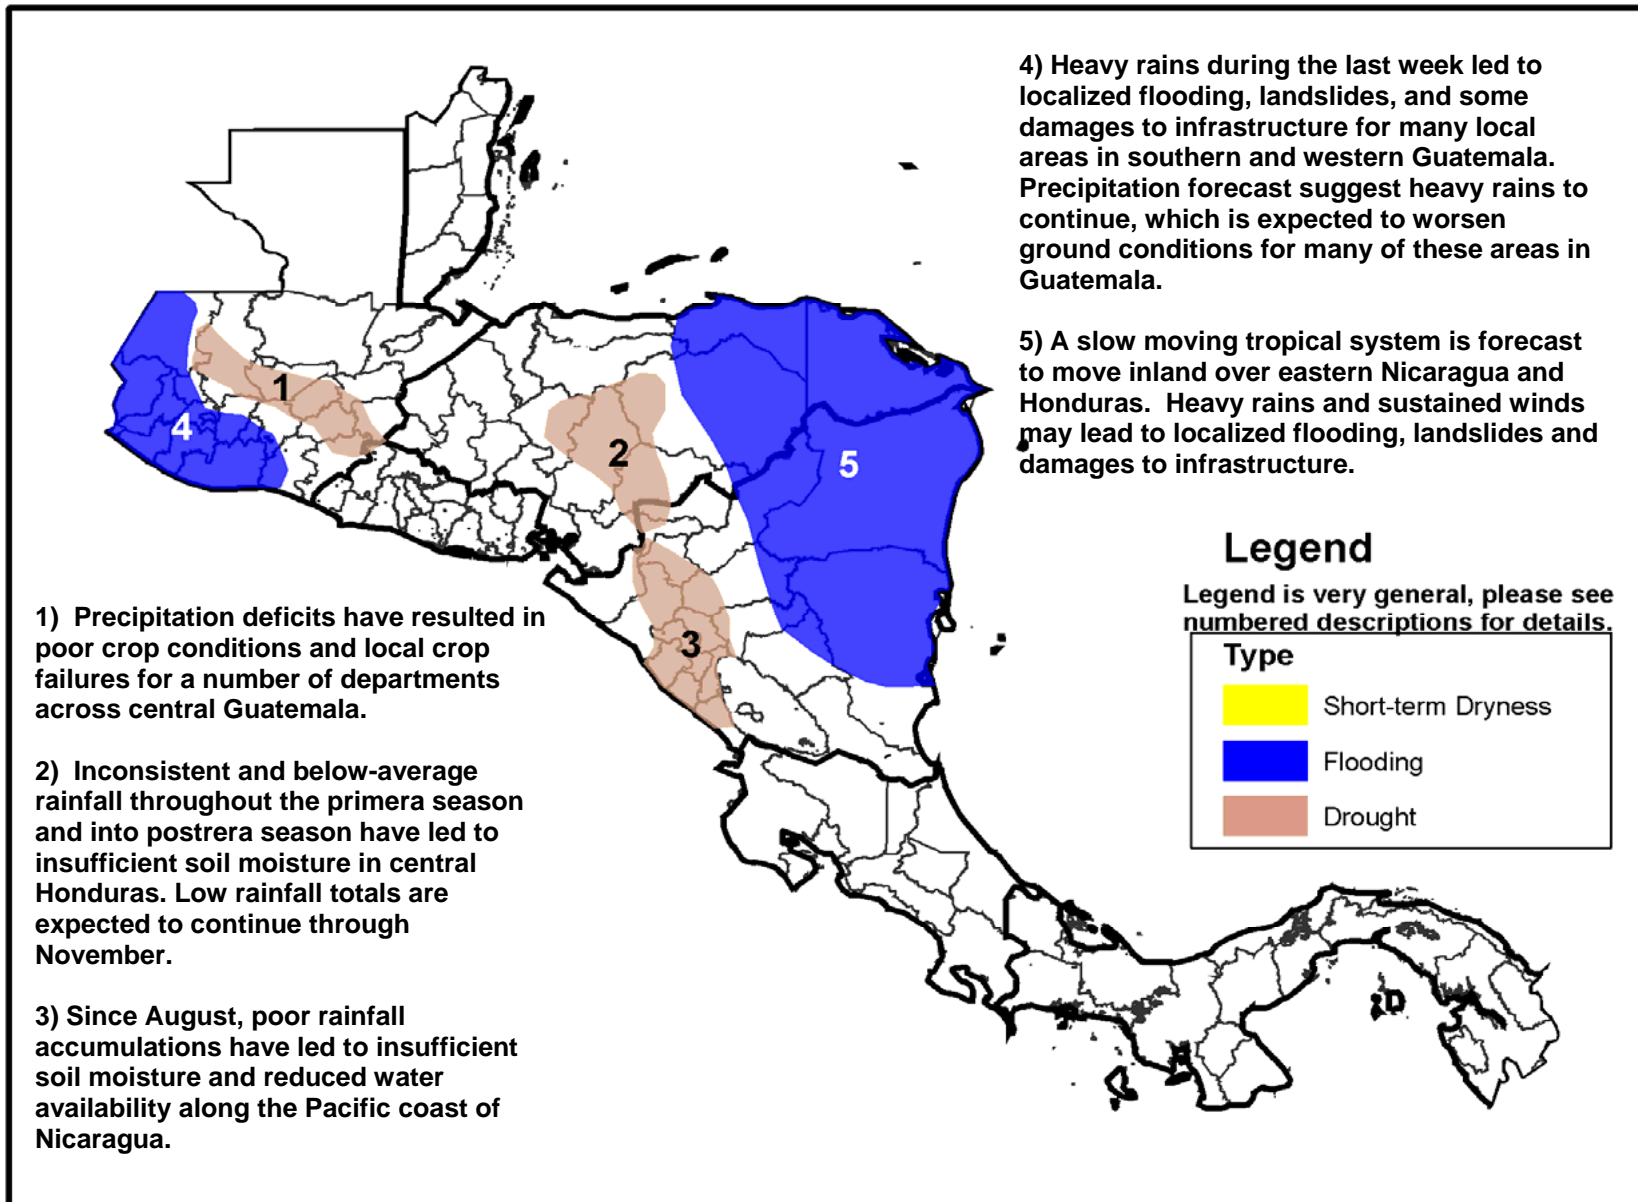 4) Heavy rains during the last week led to
localized flooding, landslides, and some
damages to infrastructure for many local
areas in southern and western Guatemala.
Precipitation forecast suggest heavy rains to
continue, which is expected to worsen
ground conditions for many of these areas in
Guatemala.
5) A slow moving tropical system is forecast
to move inland over eastern Nicaragua and
Honduras. Heavy rains and sustained winds
may lead to localized flooding, landslides and
damages to infrastructure.
1
4
2
5
3
1) Precipitation deficits have resulted in
poor crop conditions and local crop
failures for a number of departments
across central Guatemala.
2) Inconsistent and below-average
rainfall throughout the primera season
and into postrera season have led to
insufficient soil moisture in central
Honduras. Low rainfall totals are
expected to continue through
November.
3) Since August, poor rainfall
accumulations have led to insufficient
soil moisture and reduced water
availability along the Pacific coast of
Nicaragua.
Legend
Legend is very general, please see
numbered descriptions for details.
Type
Short-term Dryness
Flooding
Drought